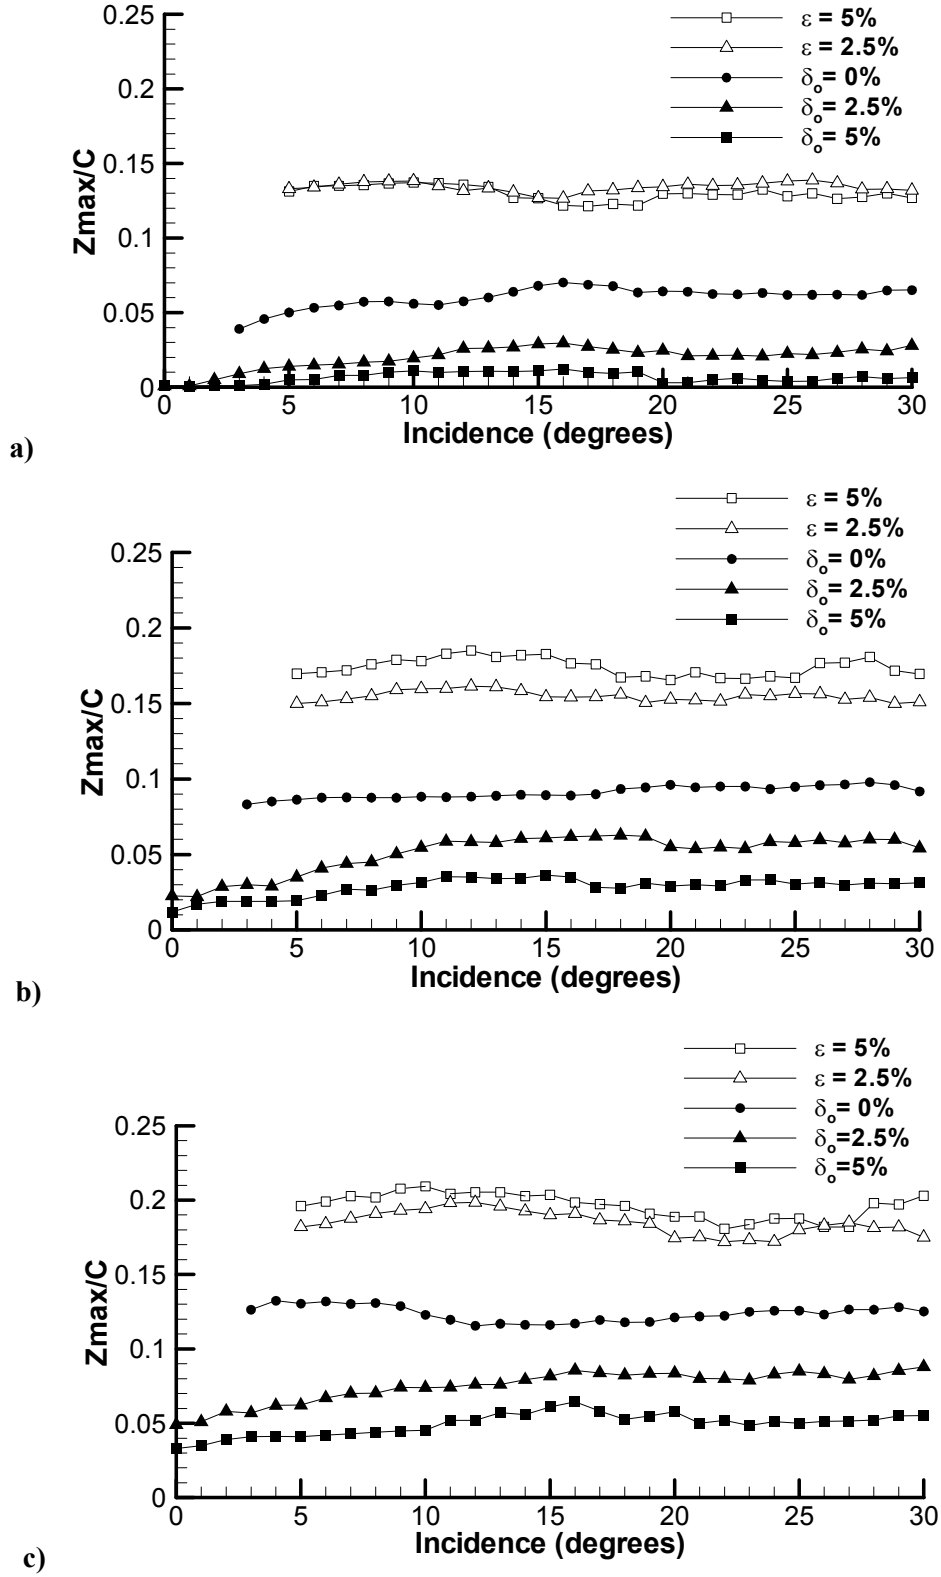 ε = 5%
ε = 2.5%
δo= 0%
δo= 2.5%
δo= 5%
0.25
0.2
0.15
0.1
0.05
0
Zmax/C
0 5 10 15 20 25 30
Incidence (degrees)
a)
ε = 5%
ε = 2.5%
δo= 0%
δo= 2.5%
δo= 5%
0.25
0.2
0.15
0.1
0.05
0
Zmax/C
0 5 10 15 20 25 30
Incidence (degrees)
b)
ε = 5%
ε = 2.5%
δo= 0%
δo=2.5%
δo=5%
0.25
0.2
0.15
0.1
0.05
0
Zmax/C
0 5 10 15 20 25 30
Incidence (degrees)
c)